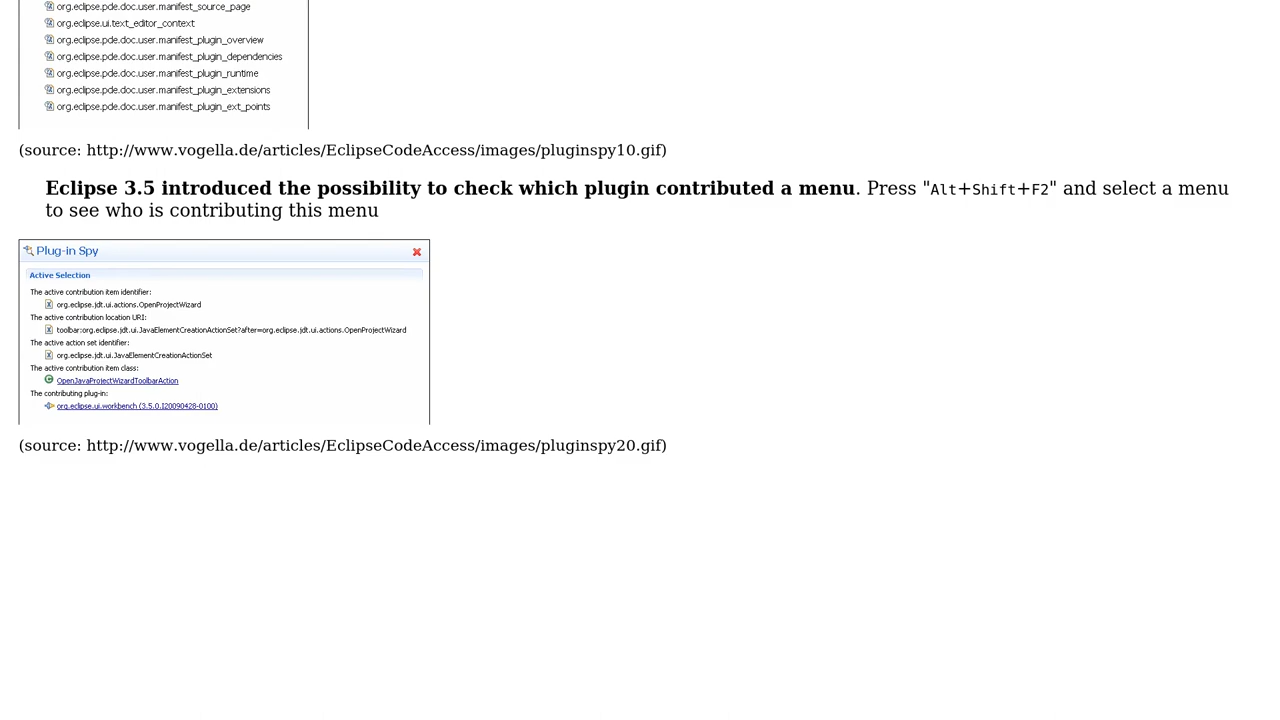 org.eclipse.pde.doc.user.manifest_source_page
org.eclipse.ui.text_editor_context
org.eclipse.pde.doc.user.manifest_plugin_overview
org.eclipse.pde.doc.user.manifest_plugin_dependencies
org.eclipse.pde.doc.user.manifest_plugin_runtime
org.eclipse.pde.doc.user.manifest_plugin_extensions
org.eclipse.pde.doc.user.manifest_plugin_ext_points
(source: http://www.vogella.de/articles/EclipseCodeAccess/images/pluginspy10.gif)
Eclipse 3.5 introduced the possibility to check which plugin contributed a menu. Press "Alt+Shift+F2" and select a menu
to see who is contributing this menu
Plug-in Spy
Active Selection
The active contribution item identifier:
org.eclipse.jdt.ui.actions.OpenProjectWizard
The active contribution location URI:
toolbar:org.eclipse.jdt.ui.JavaElementCreationActionSet?after=org.eclipse.jdt.ui.actions.OpenProjectWizard
The active action set identifier:
org.eclipse.jdt.ui.JavaElementCreationActionSet
The active contribution item class:
OpenJavaProjectWizardToolbarAction
The contributing plug-in:
org.eclipse.ui.workbench (3.5.0.I20090428-0100)
(source: http://www.vogella.de/articles/EclipseCodeAccess/images/pluginspy20.gif)